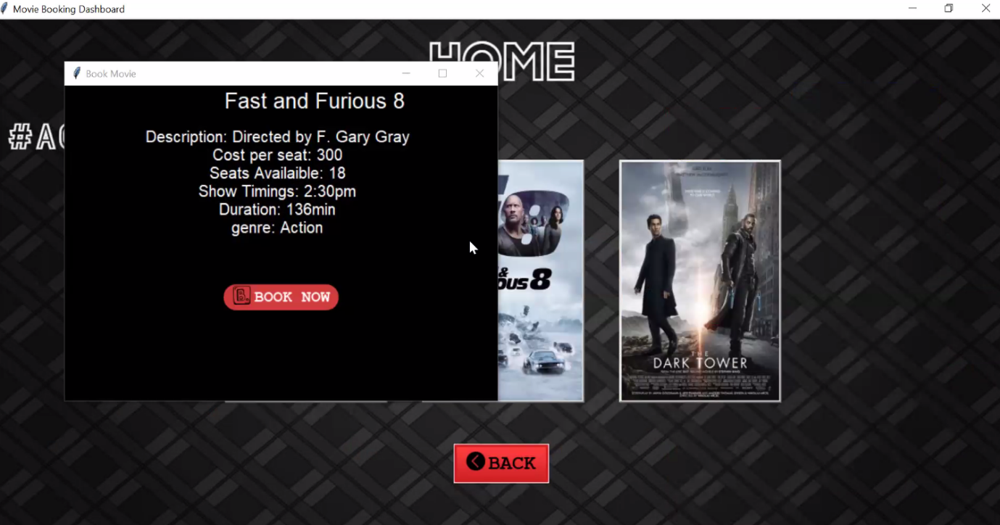 Movie Booking Dashboard
HOME
Book Movie
Fast and Furious 8
#AC
Description: Directed by F. Gary Gray
Cost per seat: 300
Seats Availaible: 18
Show Timings: 2:30pm
Duration: 136min
genre: Action
BOOK NOW
8
&
ous 8
THE
DARK TOWER
BACK